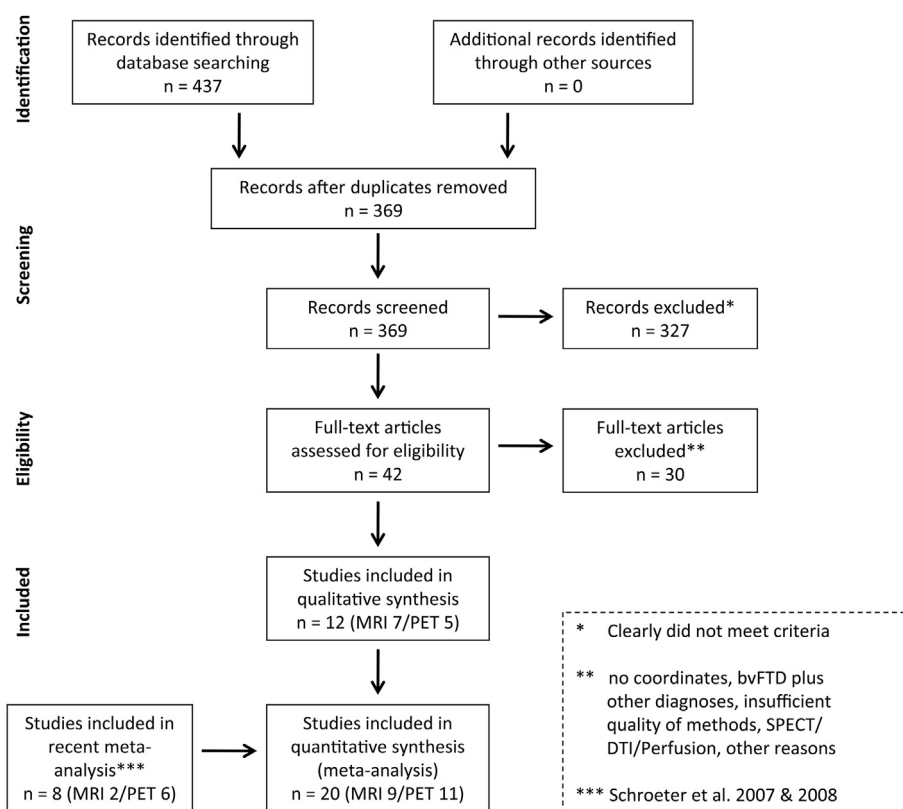 Identification
Records identified through
database searching
n = 437
Additional records identified
through other sources
n = 0
Records after duplicates removed
n = 369
Screening
Records screened
n = 369
Records excluded*
n = 327
Eligibility
Full-text articles
assessed for eligibility
n = 42
Full-text articles
excluded**
n = 30
Included
Studies included in
qualitative synthesis
n = 12 (MRI 7/PET 5)
Studies included in
recent meta-
analysis***
n = 8 (MRI 2/PET 6)
Studies included in
quantitative synthesis
(meta-analysis)
n = 20 (MRI 9/PET 11)
* Clearly did not meet criteria
** no coordinates, bvFTD plus
other diagnoses, insufficient
quality of methods, SPECT/
DTI/Perfusion, other reasons
*** Schroeter et al. 2007 & 2008